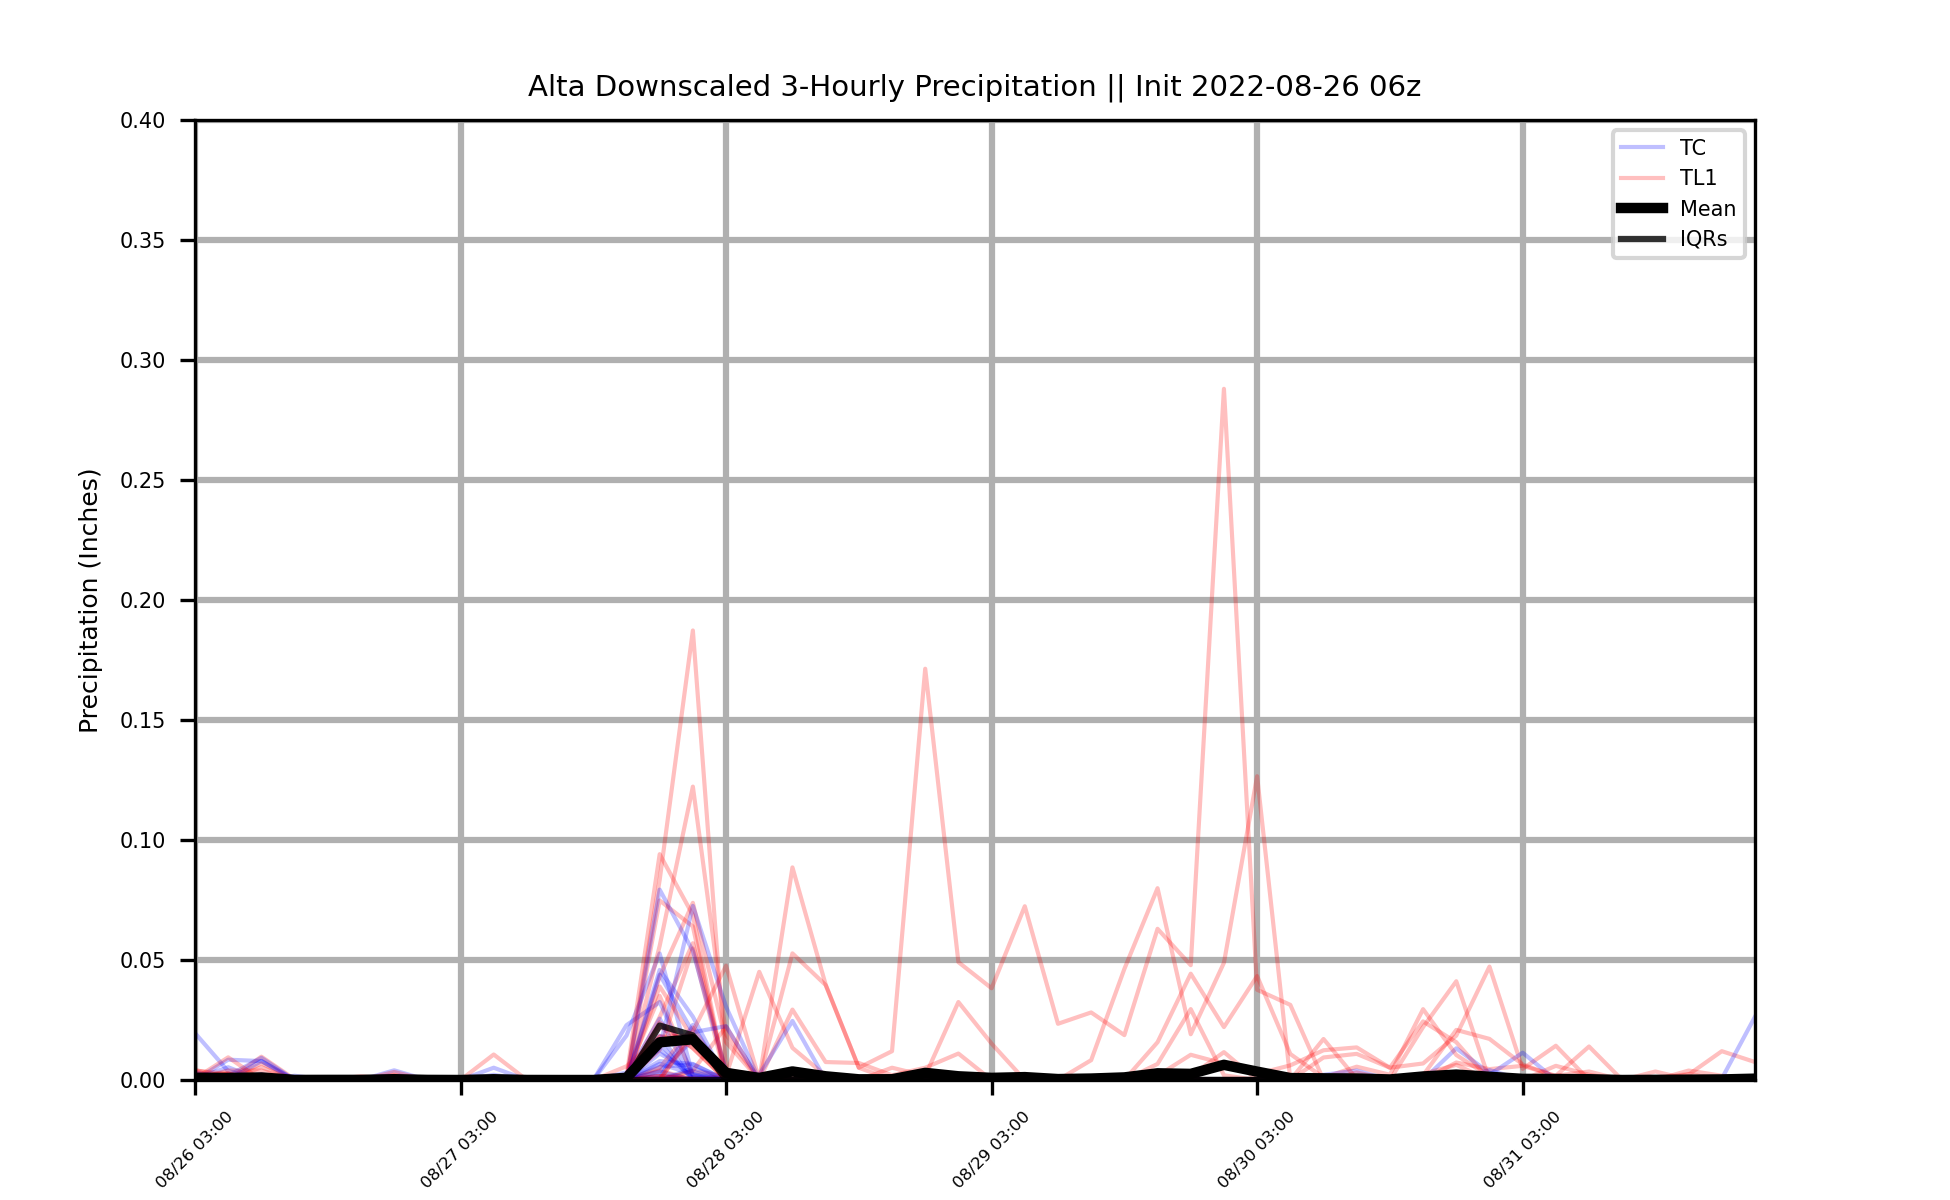 Alta Downscaled 3-Hourly Precipitation || Init 2022-08-26 06z
Precipitation (Inches)
0.40
0.35
0.30
0.25
0.20
0.15
0.10
0.05
0.00
TC
TL1
Mean
IQRs
08/26 03:00
08/27 03:00
08/28 03:00
08/29 03:00
08/30 03:00
08/31 03:00